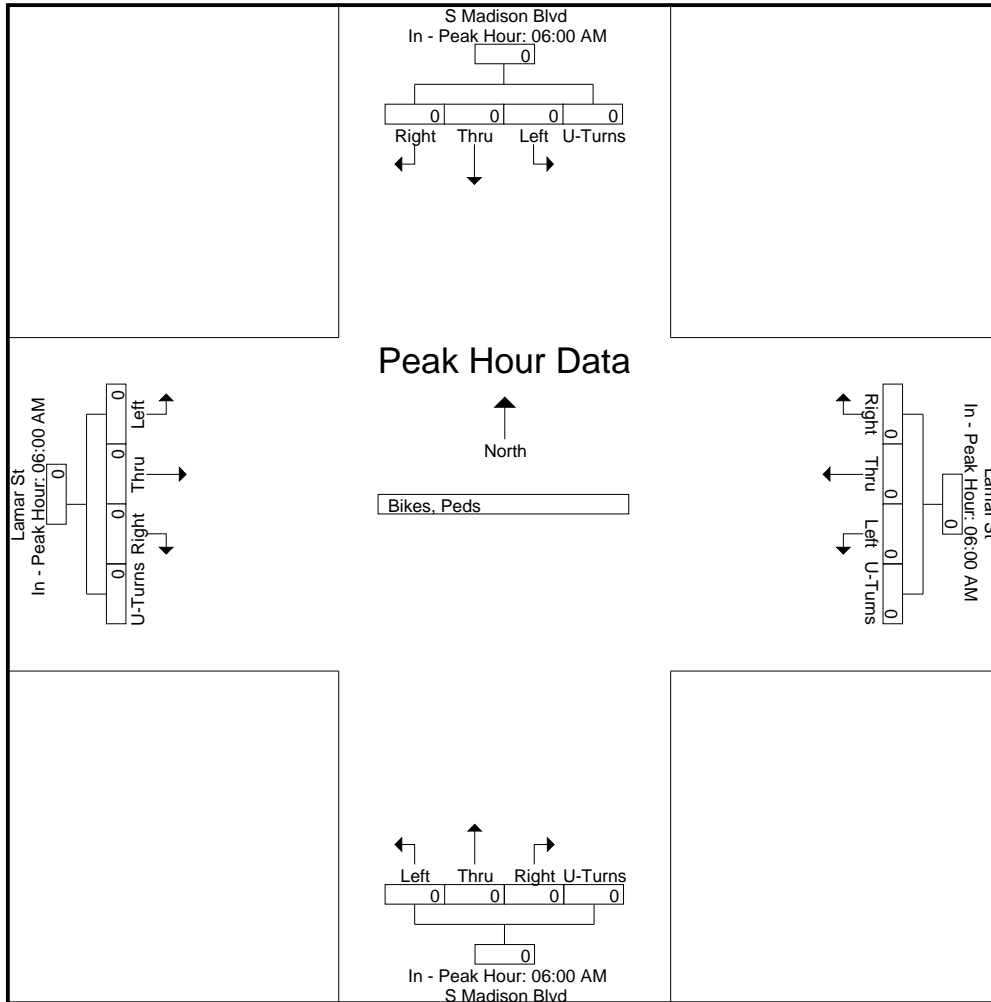 S Madison Blvd
In - Peak Hour: 06:00 AM
0
0 0 0 0
Right Thru Left U-Turns
Peak Hour Data
North
Bikes, Peds
Lamar St
In - Peak Hour: 06:00 AM
0
0 0 0 0
Left Thru Right U-Turns
Lamar St
In - Peak Hour: 06:00 AM
0
0 0 0 0
Right Thru Left U-Turns
Left Thru Right U-Turns
0 0 0 0
0
In - Peak Hour: 06:00 AM
S Madison Blvd